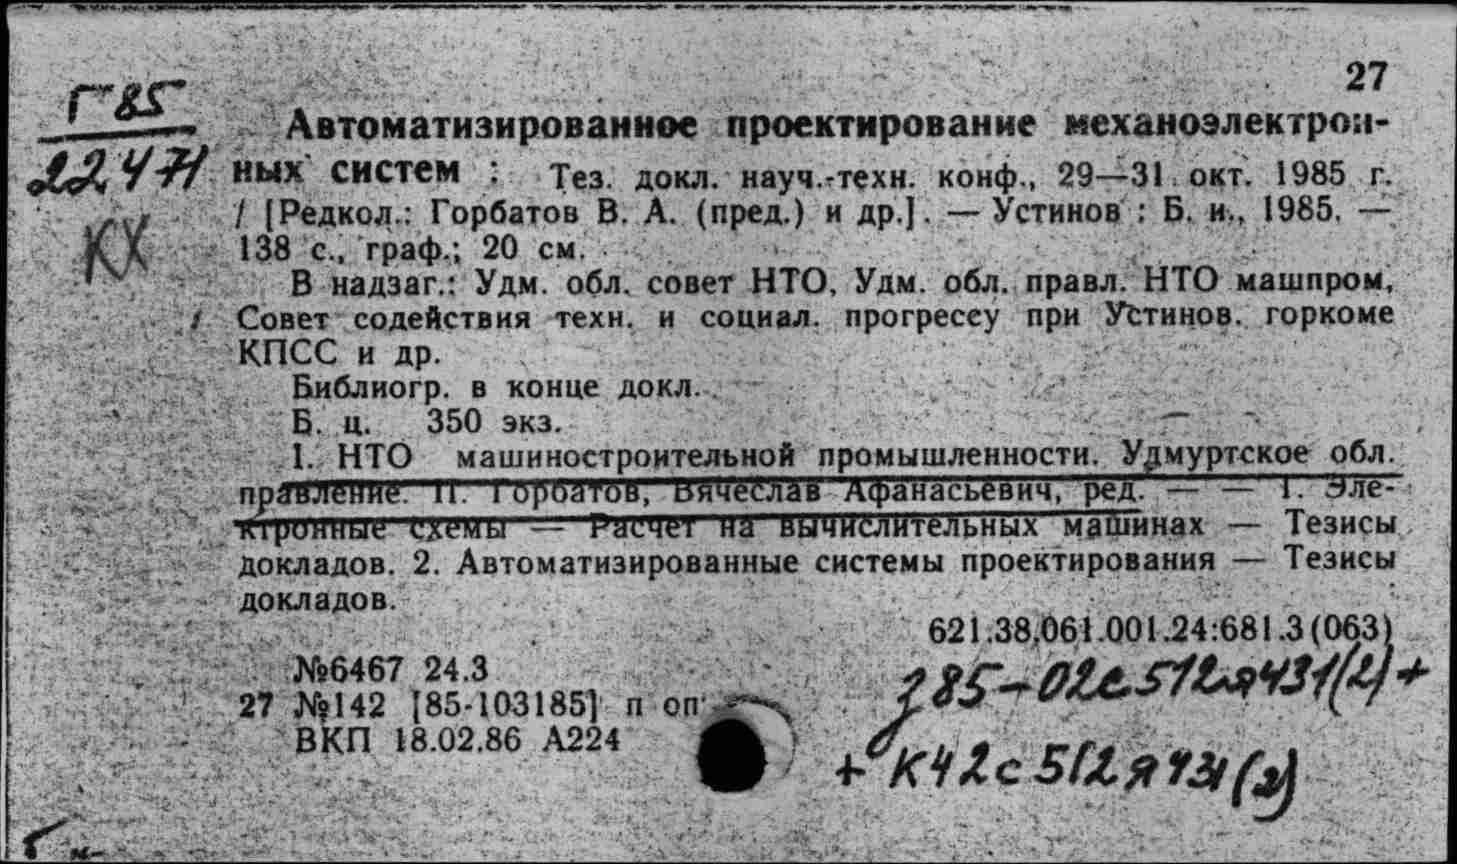 27
Г85
22471
КХ
Автоматизированное проектирование механоэлектрон-
ных систем : Тез. докл. науч.-техн. конф., 29—31 окт. 1985 г.
/ [Редкол.: Горбатов В. А. (пред.) и др.]. — Устинов : Б. и., 1985. —
138 с., граф.; 20 см.
В надзаг.: Удм. обл. совет НТО, Удм. обл. правл. НТО машпром,
Совет содействия техн. и социал. прогрессу при Устинов. горкоме
КПСС и др.
Библиогр. в конце докл.
Б. ц. 350 экз.
I. НТО машиностроительной промышленности. Удмуртское обл.
правление. II. Горбатов, Вячеслав Афанасьевич, ред. — — 1. Эле-
ктронные схемы — Расчет на вычислительных машинах — Тезисы
докладов. 2. Автоматизированные системы проектирования — Тезисы
докладов.
621.38.061.001.24:681.3(063)
№6467 24.3
27 №142 [85-103185] п оп
ВКП 18.02.86 А224
з85-02с512я431(2)+
+К42с512я431(2)